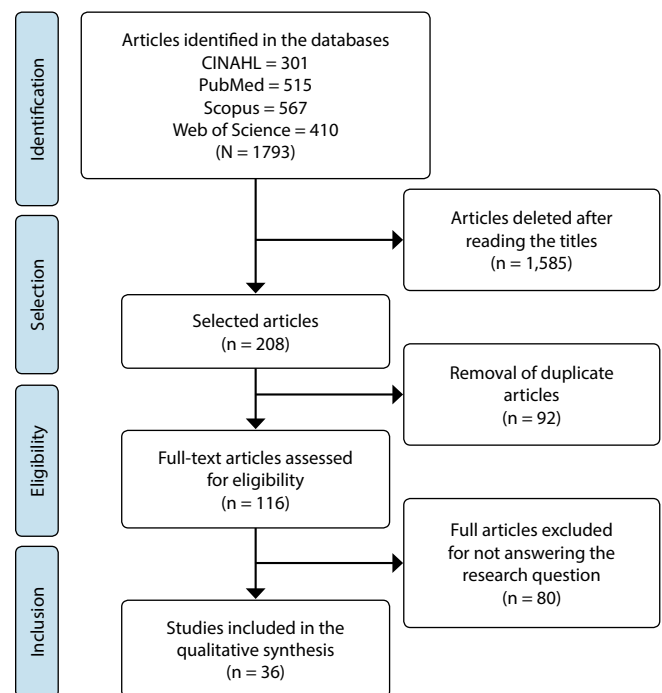 Identification
Articles identified in the databases
CINAHL = 301
PubMed = 515
Scopus = 567
Web of Science = 410
(N = 1793)
Articles deleted after
reading the titles
(n = 1,585)
Selection
Selected articles
(n = 208)
Removal of duplicate
articles
(n = 92)
Eligibility
Full-text articles assessed
for eligibility
(n = 116)
Full articles excluded
for not answering the
research question
(n = 80)
Inclusion
Studies included in the
qualitative synthesis
(n = 36)